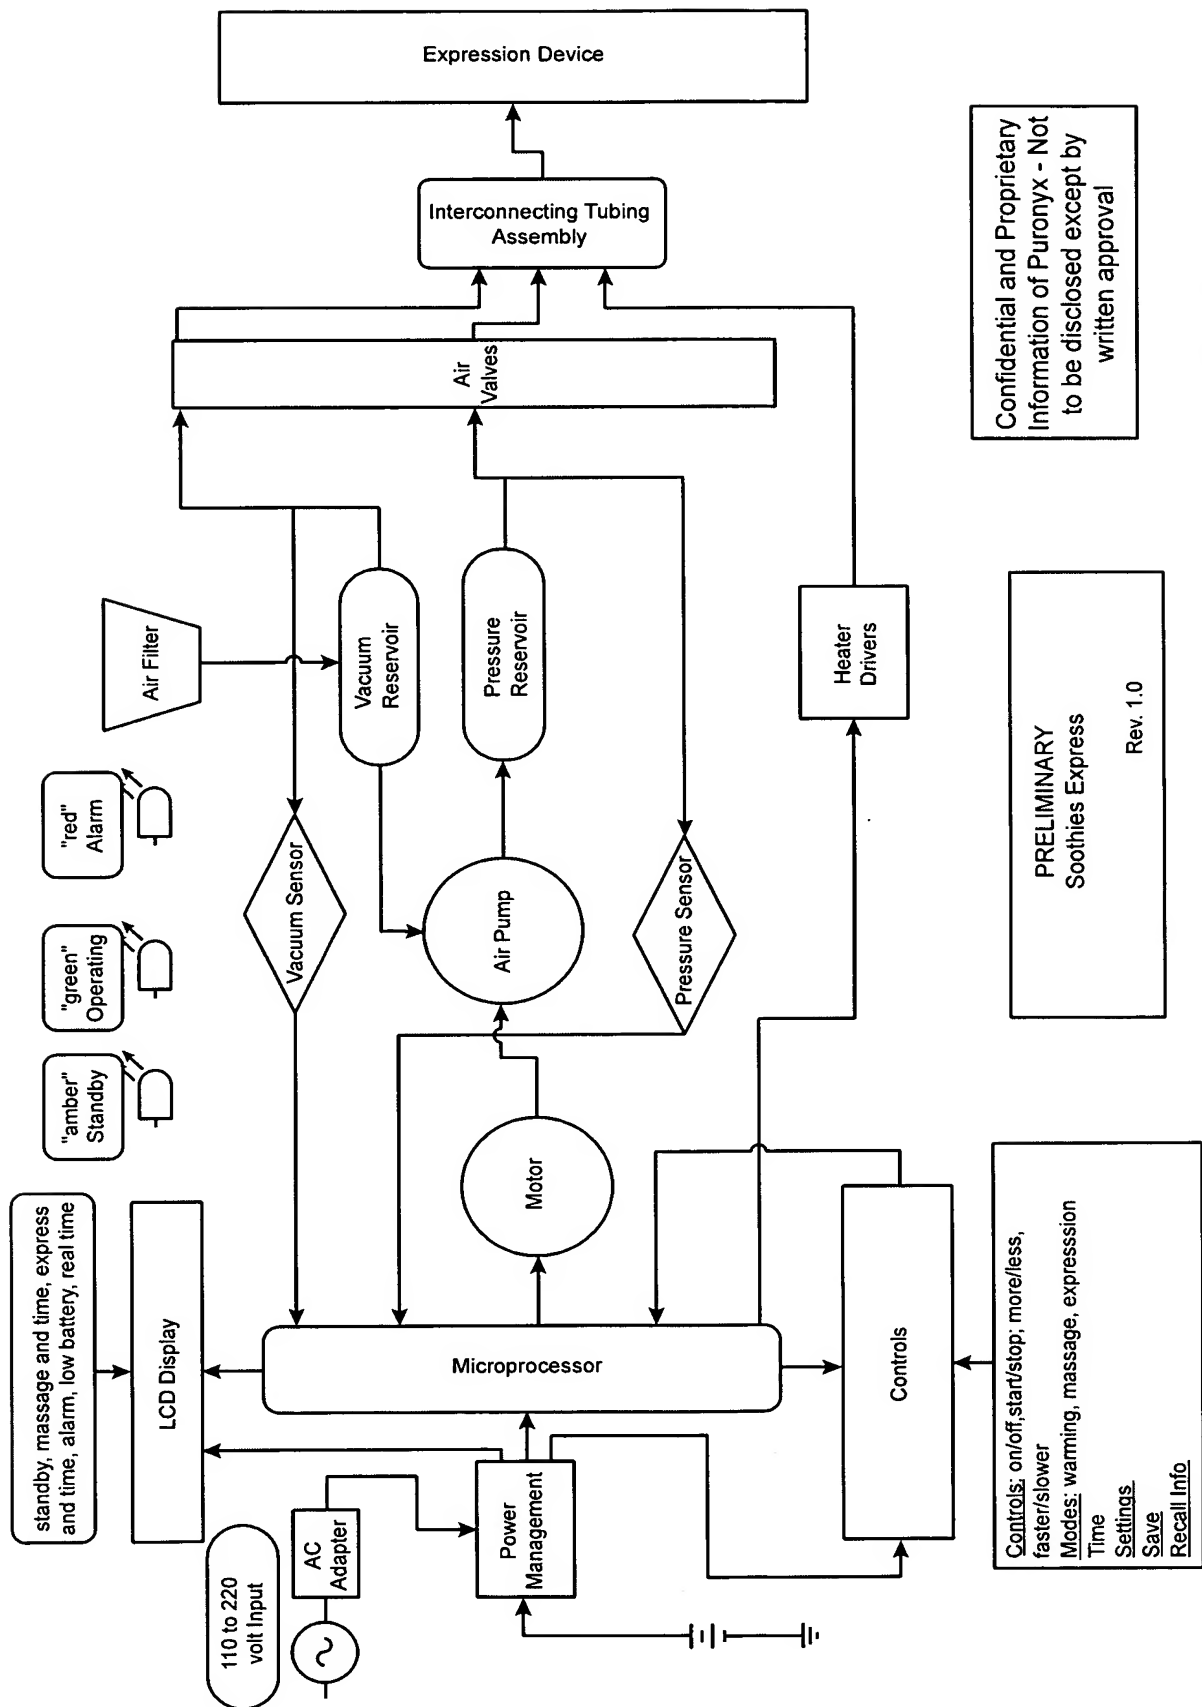 standby, massage and time, express
and time, alarm, low battery, real time
LCD Display
110 to 220
volt Input
AC
Adapter
Power
Management
Microprocessor
Controls
Controls: on/off,start/stop; more/less,
faster/slower
Modes: warming, massage, expresssion
Time
Settings
Save
Recall Info
"amber"
Standby
"green"
Operating
"red"
Alarm
Motor
Air Pump
Vacuum Sensor
Pressure Sensor
Air Filter
Vacuum
Reservoir
Pressure
Reservoir
Heater
Drivers
Air
Valves
Interconnecting Tubing
Assembly
Expression Device
PRELIMINARY
Soothies Express
Rev. 1.0
Confidential and Proprietary
Information of Puronyx - Not
to be disclosed except by
written approval